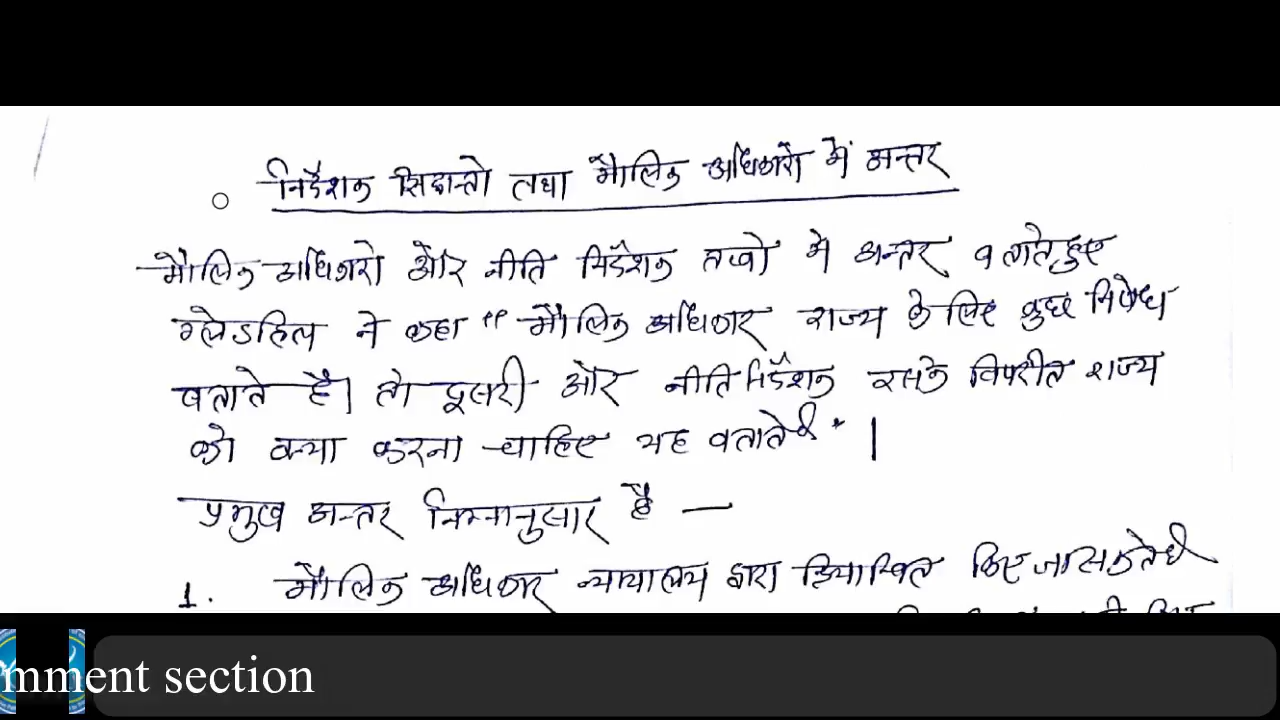 निर्देशक सिद्धान्तो तथा मौलिक अधिकारो में अन्तर
मौलिक अधिकारो और नीति निर्देशक तत्वो मे अन्तर बताते हुए
ग्लेडहिल ने कहा "मौलिक अधिकार राज्य के लिए कुछ निषेध
बताते है। तो दूसरी ओर नीति निर्देशक इसके विपरीत राज्य
को क्या करना चाहिए यह बताते है"।
प्रमुख अन्तर निम्नानुसार है —
1. मौलिक अधिकार न्यायालय द्वारा क्रियान्वित किए जा सकते है
mment section